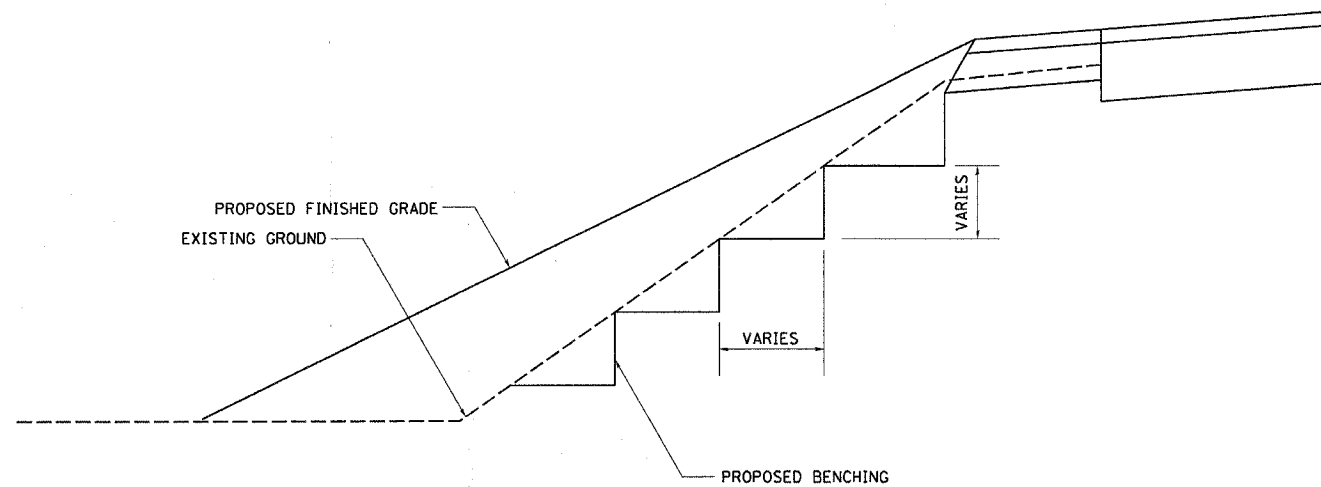 PROPOSED FINISHED GRADE
EXISTING GROUND
VARIES
VARIES
PROPOSED BENCHING